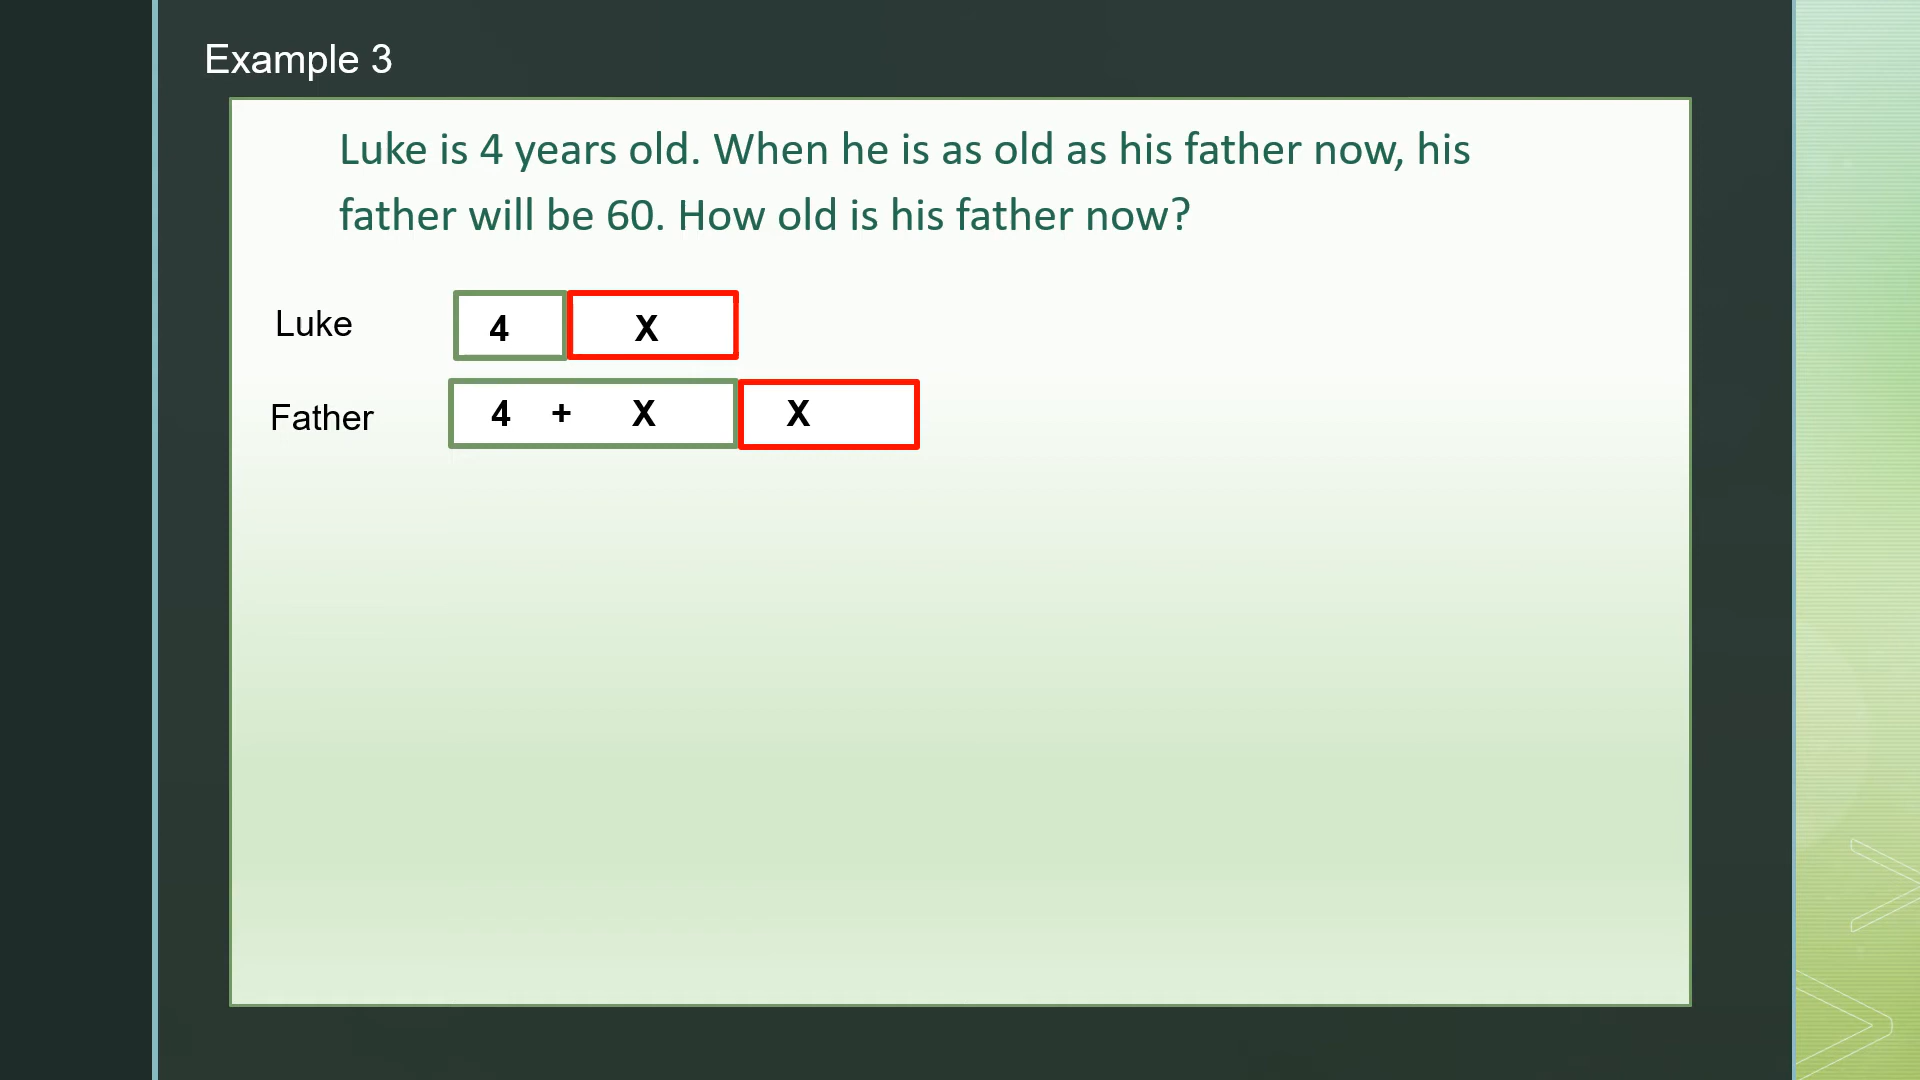 Example 3
Luke is 4 years old. When he is as old as his father now, his
father will be 60. How old is his father now?
Luke 4 X
Father 4 + X X